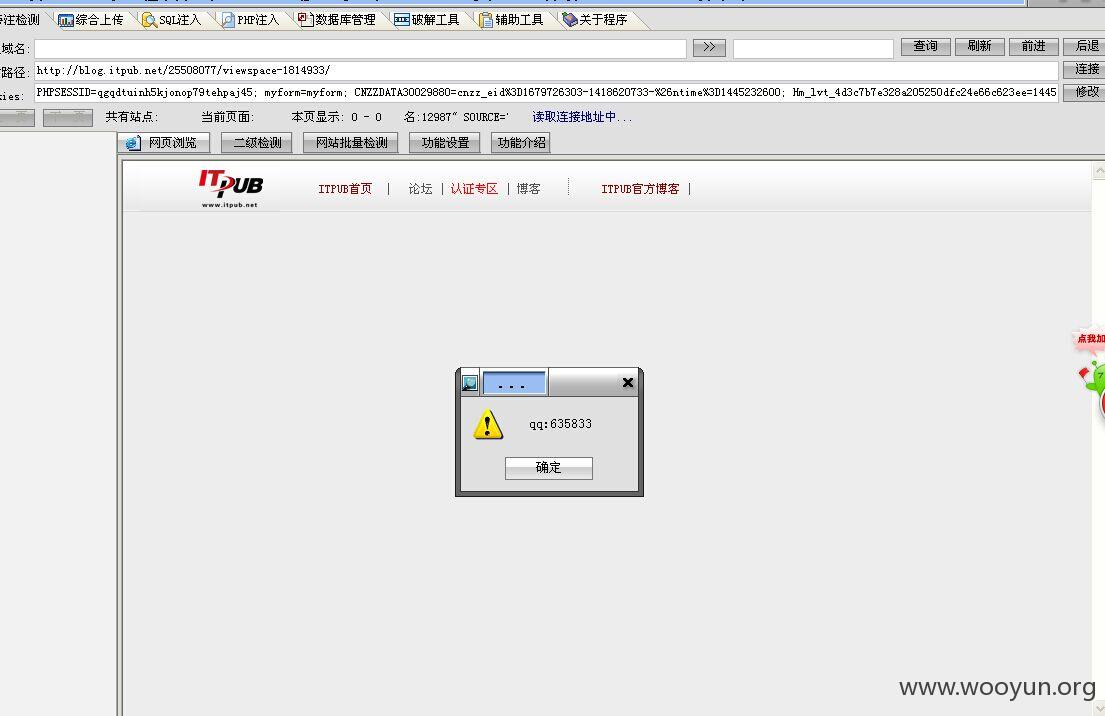 注检测 综合上传 SQL注入 PHP注入 数据库管理 破解工具 辅助工具 关于程序
域名: >> 查询 刷新 前进 后退
路径: http://blog.itpub.net/25508077/viewspace-1814933/ 连接
kies: PHPSESSID=qgqdtuinh5kjonop79tehpaj45; myform=myform; CNZZDATA30029880=cnzz_eid%3D1679726303-1418620733-%26ntime%3D1445232600; Hm_lvt_4d3c7b7e328a205250dfc24e66c623ee=1445 修改
共有站点: 当前页面: 本页显示: 0 - 0 名:12987" SOURCE=' 读取连接地址中...
网页浏览 二级检测 网站批量检测 功能设置 功能介绍
ITPUB
www.itpub.net
ITPUB首页 | 论坛 | 认证专区 | 博客 ITPUB官方博客 |
点我加
...
qq:635833
确定
www.wooyun.org